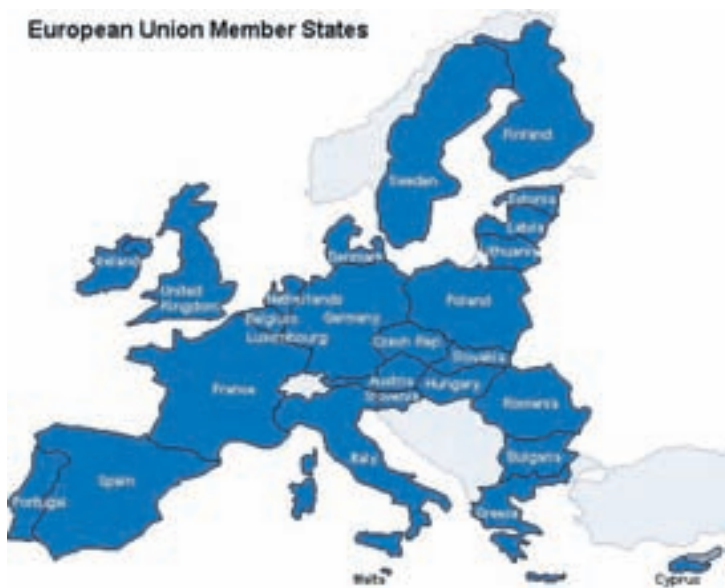 European Union Member States
Finland
Sweden
Estonia
Latvia
Lithuania
Ireland
Denmark
United
Kingdom
Netherlands
Belgium
Germany
Luxembourg
Poland
Czech Rep
Slovakia
France
Austria
Hungary
Slovenia
Romania
Italy
Bulgaria
Portugal
Spain
Greece
Malta
Cyprus